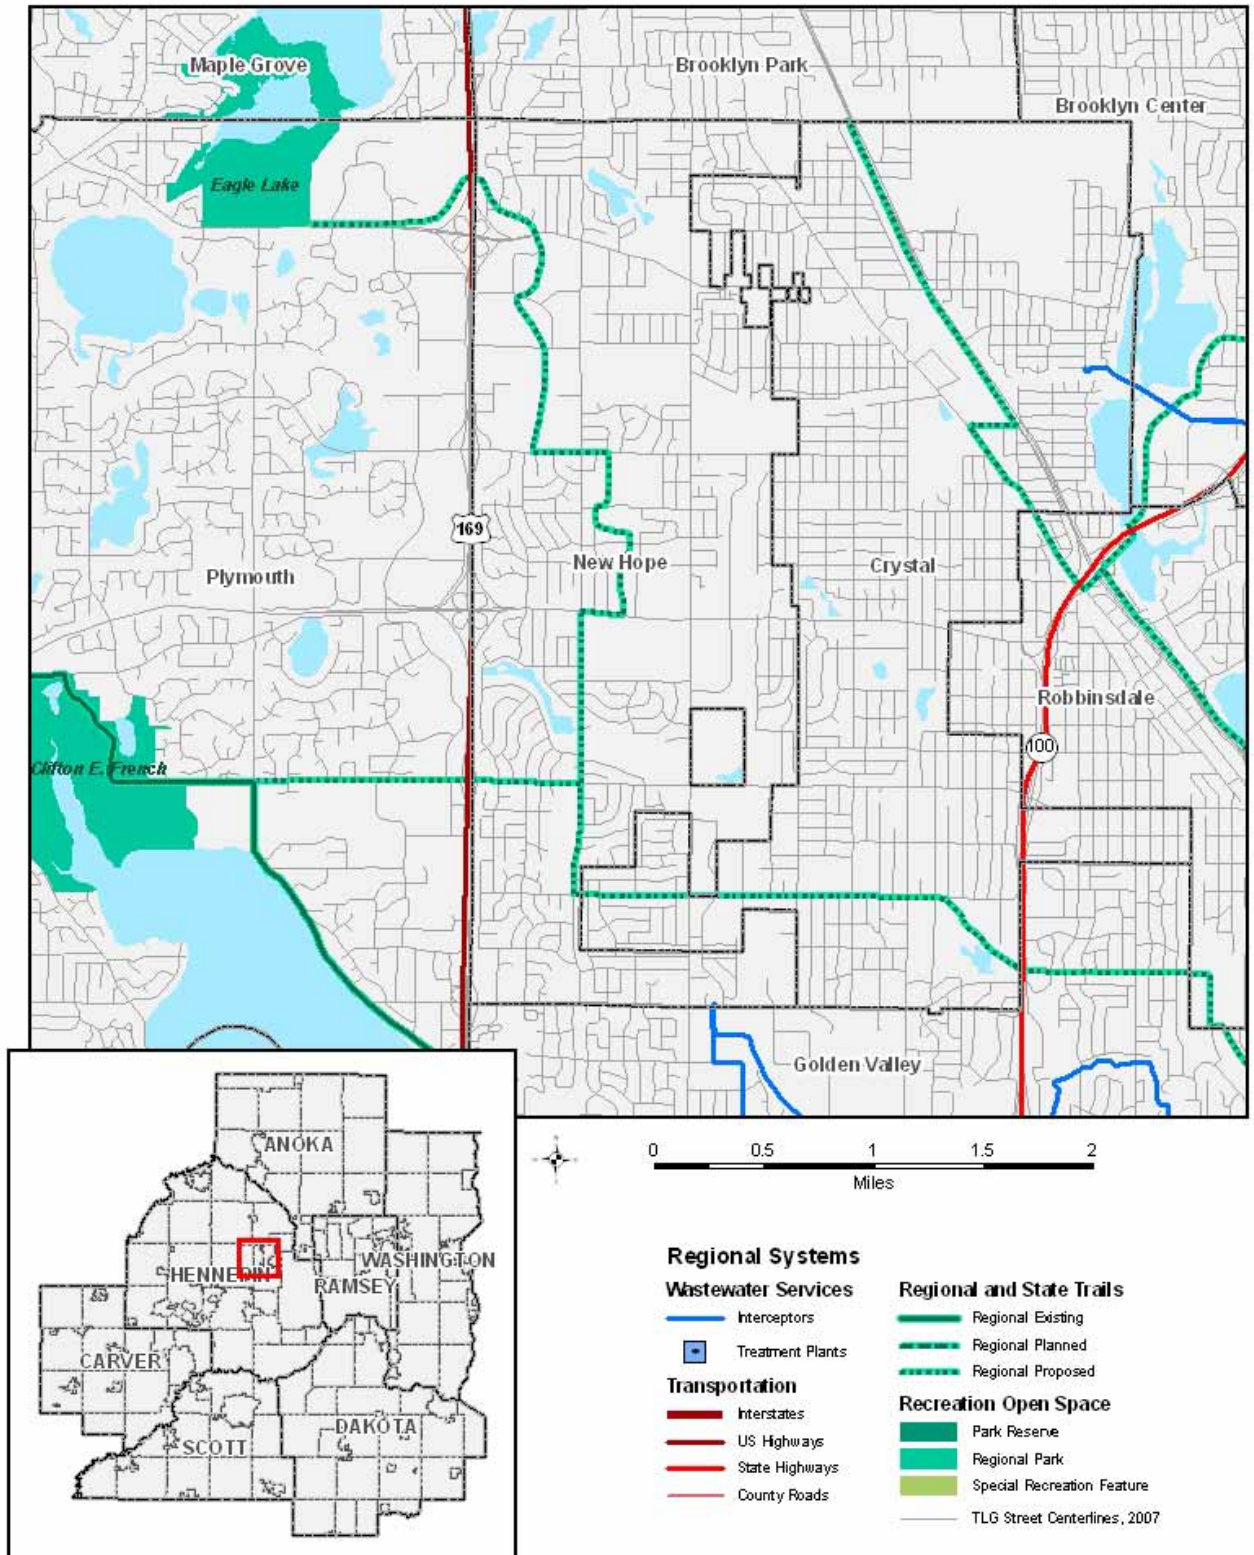 Maple Grove
Brooklyn Park
Brooklyn Center
Eagle Lake
169
Plymouth
New Hope
Crystal
Robbinsdale
100
Clifton E. French
Golden Valley
0 0.5 1 1.5 2
Miles
ANOKA
WASHINGTON
HENNEPIN
RAMSEY
CARVER
DAKOTA
SCOTT
Regional Systems
Wastewater Services
Interceptors
Treatment Plants
Transportation
Interstates
US Highways
State Highways
County Roads
Regional and State Trails
Regional Existing
Regional Planned
Regional Proposed
Recreation Open Space
Park Reserve
Regional Park
Special Recreation Feature
TLG Street Centerlines, 2007